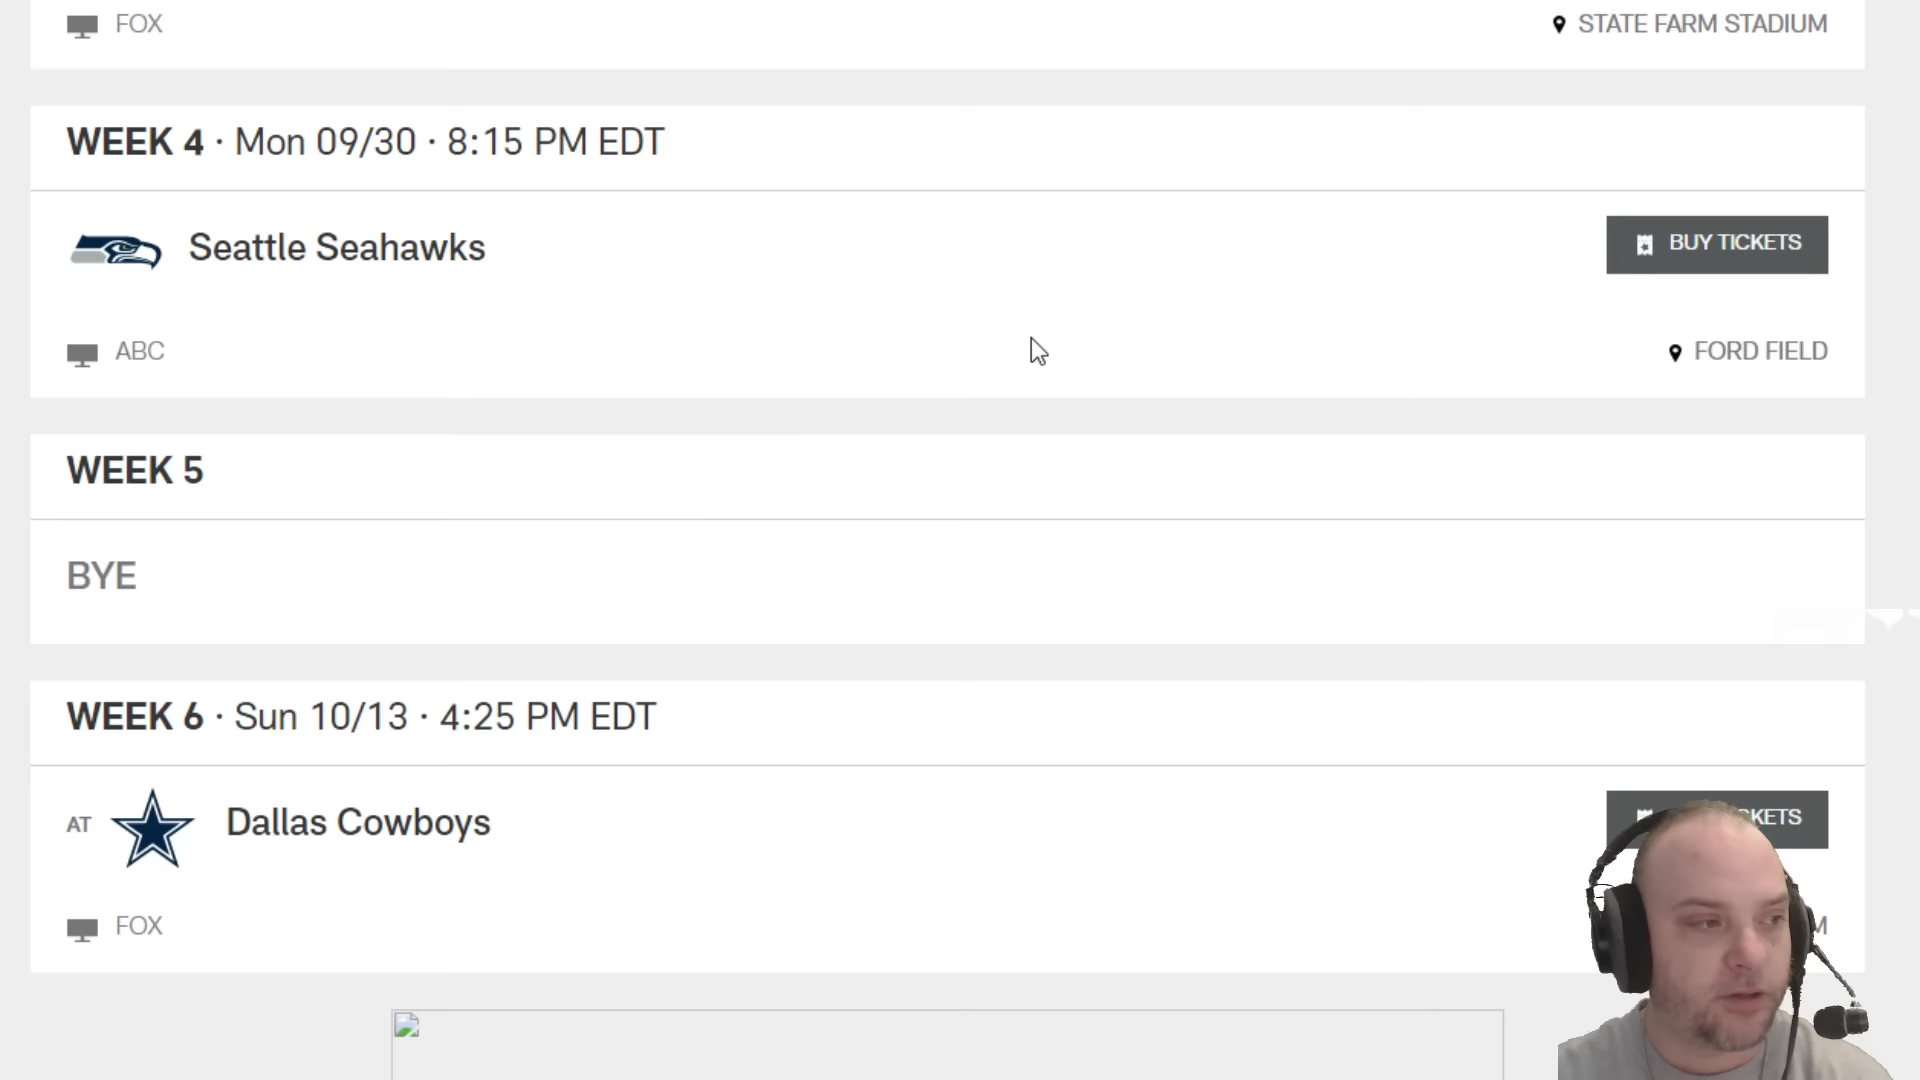 FOX
STATE FARM STADIUM
WEEK 4 · Mon 09/30 · 8:15 PM EDT
Seattle Seahawks
BUY TICKETS
ABC
FORD FIELD
WEEK 5
BYE
WEEK 6 · Sun 10/13 · 4:25 PM EDT
AT
Dallas Cowboys
FOX